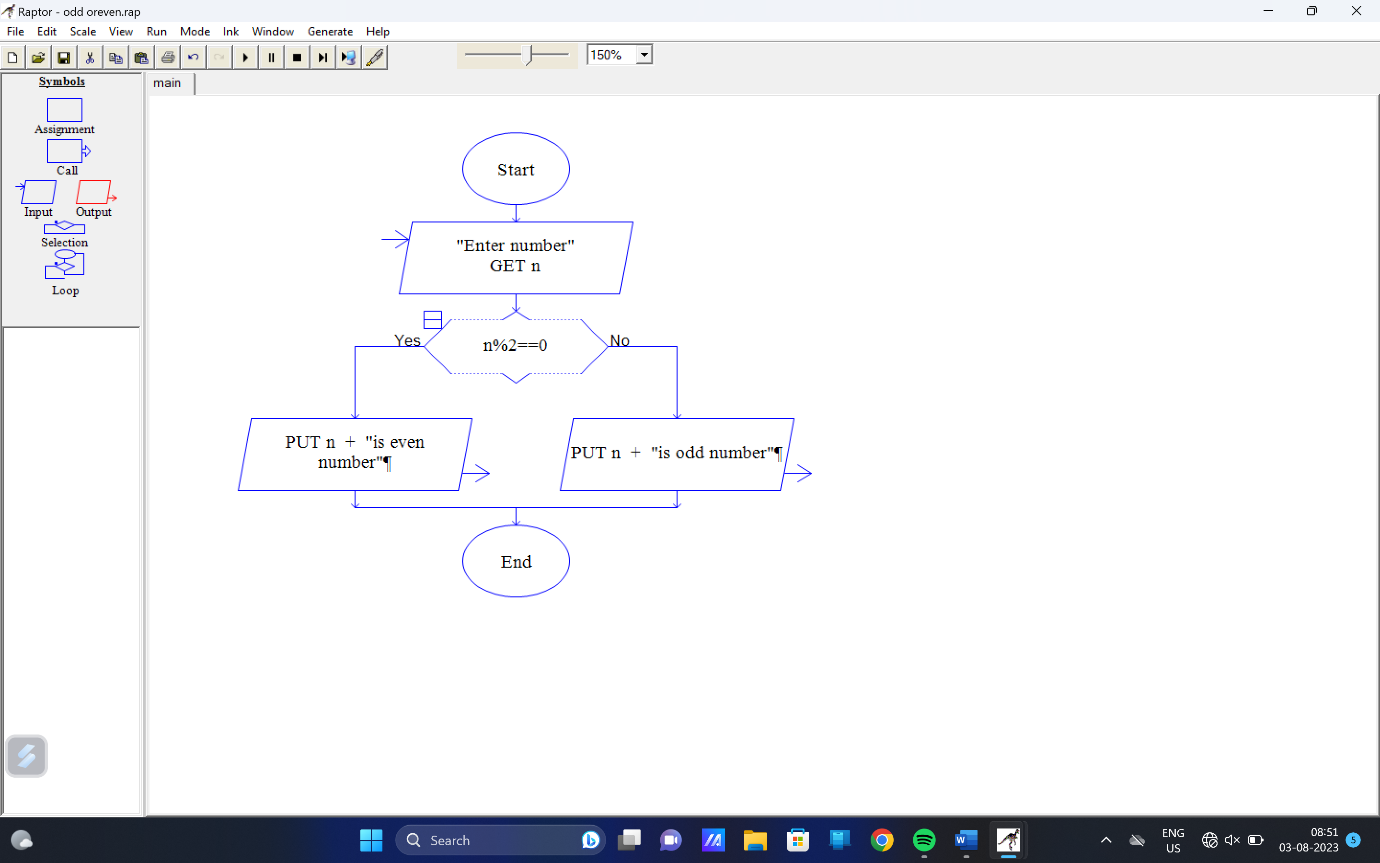 Raptor - odd oreven.rap
File Edit Scale View Run Mode Ink Window Generate Help
150%
Symbols
main
Assignment
Call
Input Output
Selection
Loop
Start
"Enter number"
GET n
Yes
n%2==0
No
PUT n + "is even
number"¶
PUT n + "is odd number"¶
End
Search
ENG
US
08:51
03-08-2023
5